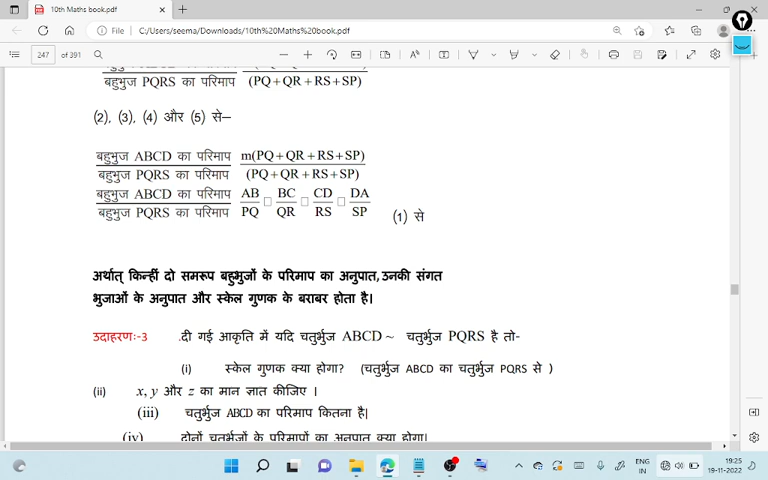 10th Maths book.pdf
File C:/Users/seema/Downloads/10th%20Maths%20book.pdf
247 of 391
बहुभुज PQRS का परिमाप (PQ+QR+RS+SP)
(2), (3), (4) और (5) से–
बहुभुज ABCD का परिमाप m(PQ+QR+RS+SP)
बहुभुज PQRS का परिमाप (PQ+QR+RS+SP)
बहुभुज ABCD का परिमाप AB BC CD DA
बहुभुज PQRS का परिमाप PQ QR RS SP
(1) से
अर्थात् किन्हीं दो समरूप बहुभुजों के परिमाप का अनुपात,उनकी संगत
भुजाओं के अनुपात और स्केल गुणक के बराबर होता है।
उदाहरणः-3 .दी गई आकृति में यदि चतुर्भुज ABCD ~ चतुर्भुज PQRS है तो-
(i) स्केल गुणक क्या होगा? (चतुर्भुज ABCD का चतुर्भुज PQRS से )
(ii) x, y और z का मान ज्ञात कीजिए ।
(iii) चतुर्भुज ABCD का परिमाप कितना है|
(iv) दोनों चतुर्भुजों के परिमापों का अनुपात क्या होगा।
ENG
IN
19:25
19-11-2022